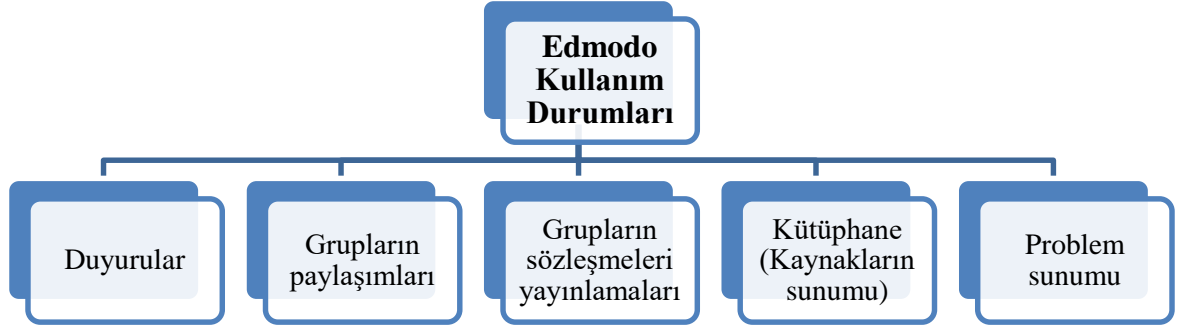 Edmodo
Kullanım
Durumları
Duyurular
Grupların
paylaşımları
Grupların
sözleşmeleri
yayınlamaları
Kütüphane
(Kaynakların
sunumu)
Problem
sunumu